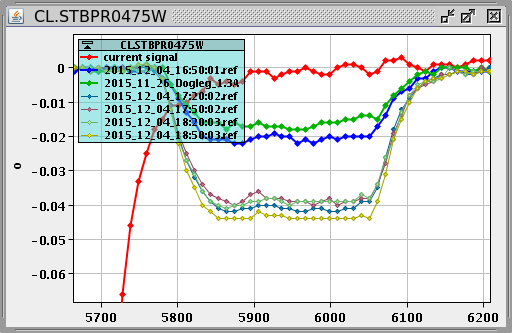 CL.STBPR0475W
CL.STBPR0475W
current signal
2015_12_04_16:50:01.ref
2015_11_26_Dogleg_13A
2015_12_04_17:20:02.ref
2015_12_04_17:50:02.ref
2015_12_04_18:20:03.ref
2015_12_04_18:50:03.ref
0
-0.01
-0.02
-0.03
-0.04
-0.05
-0.06
o
5700
5800
5900
6000
6100
6200